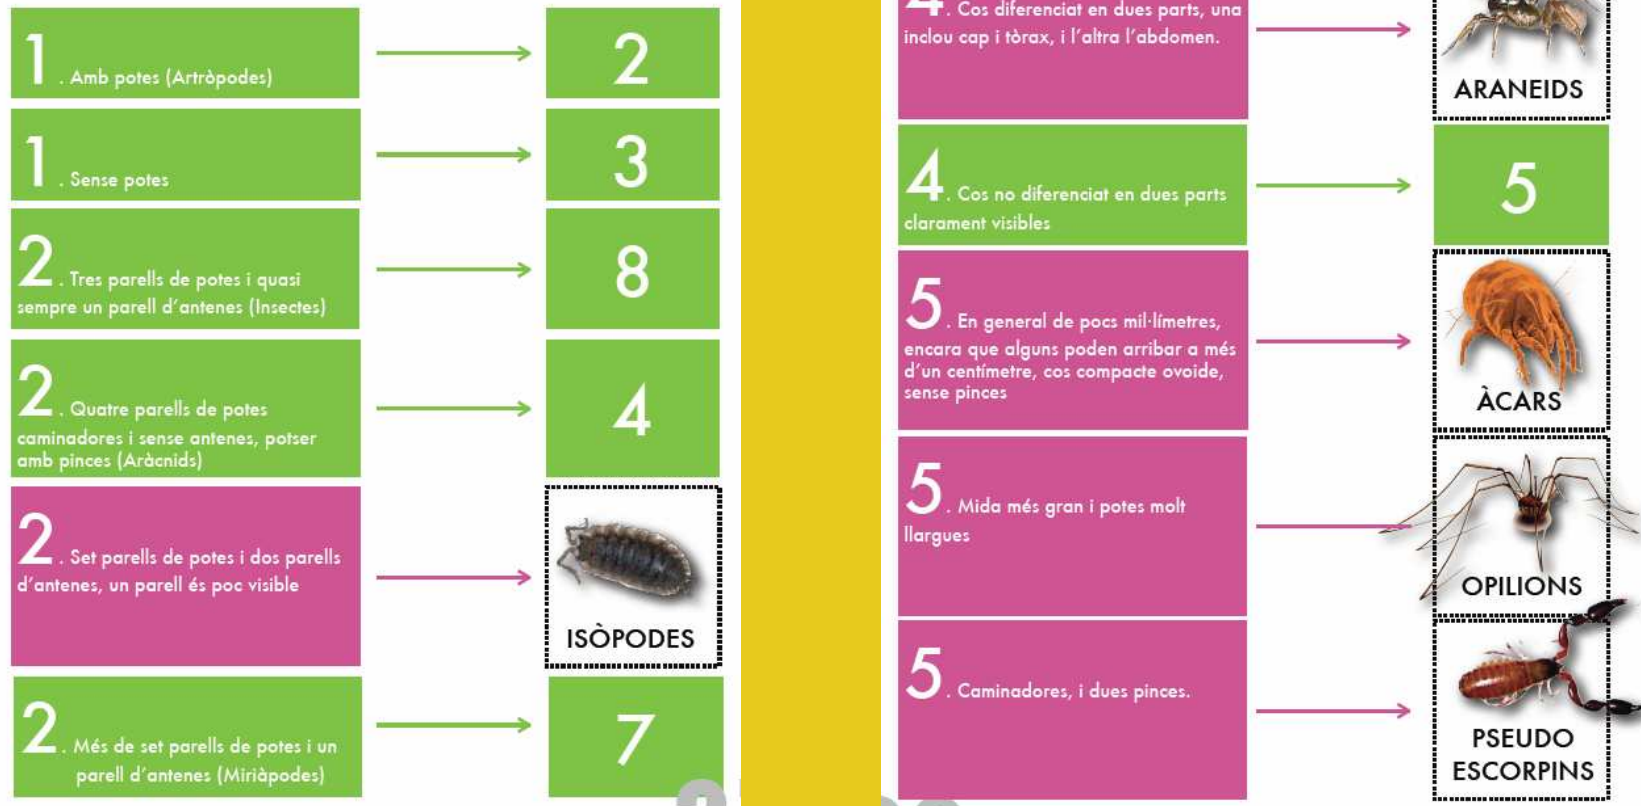 1. Amb potes (Artròpodes)
2
1. Sense potes
3
2. Tres parells de potes i quasi
sempre un parell d'antenes (Insectes)
8
2. Quatre parells de potes
caminadores i sense antenes, potser
amb pinces (Aràcnids)
4
2. Set parells de potes i dos parells
d'antenes, un parell és poc visible
ISÒPODES
2. Més de set parells de potes i un
parell d'antenes (Miriàpodes)
7
4. Cos diferenciat en dues parts, una
inclou cap i tòrax, i l'altra l'abdomen.
ARANEIDS
4. Cos no diferenciat en dues parts
clarament visibles
5
5. En general de pocs mil·límetres,
encara que alguns poden arribar a més
d'un centímetre, cos compacte ovoide,
sense pinces
ÀCARS
5. Mida més gran i potes molt
llargues
OPILIONS
5. Caminadores, i dues pinces.
PSEUDO
ESCORPINS